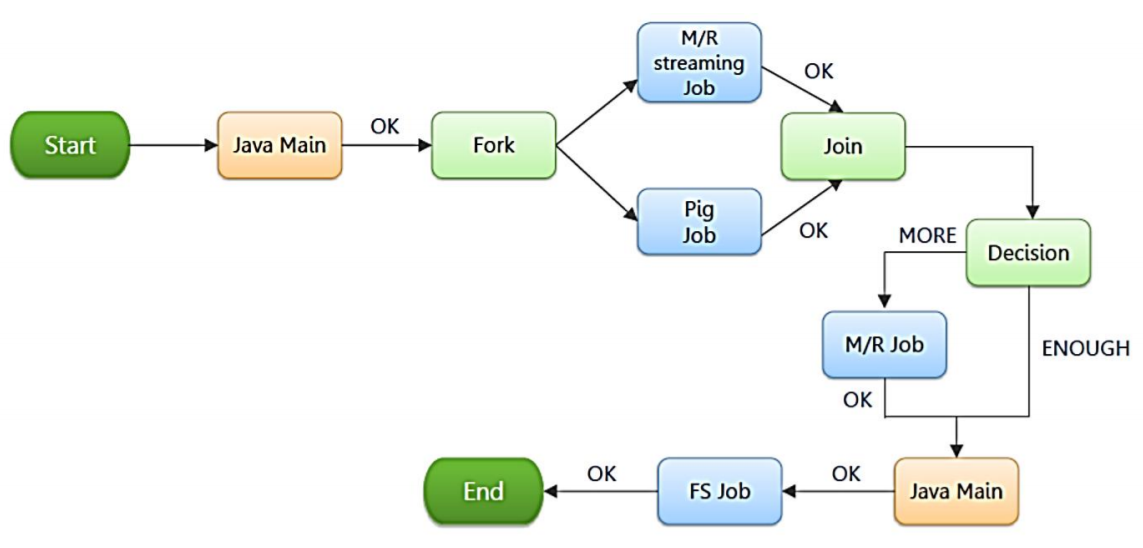 M/R
streaming
Job
OK
Start
Java Main
OK
Fork
Join
Pig
Job
OK
MORE
Decision
M/R Job
ENOUGH
OK
End
OK
FS Job
OK
Java Main